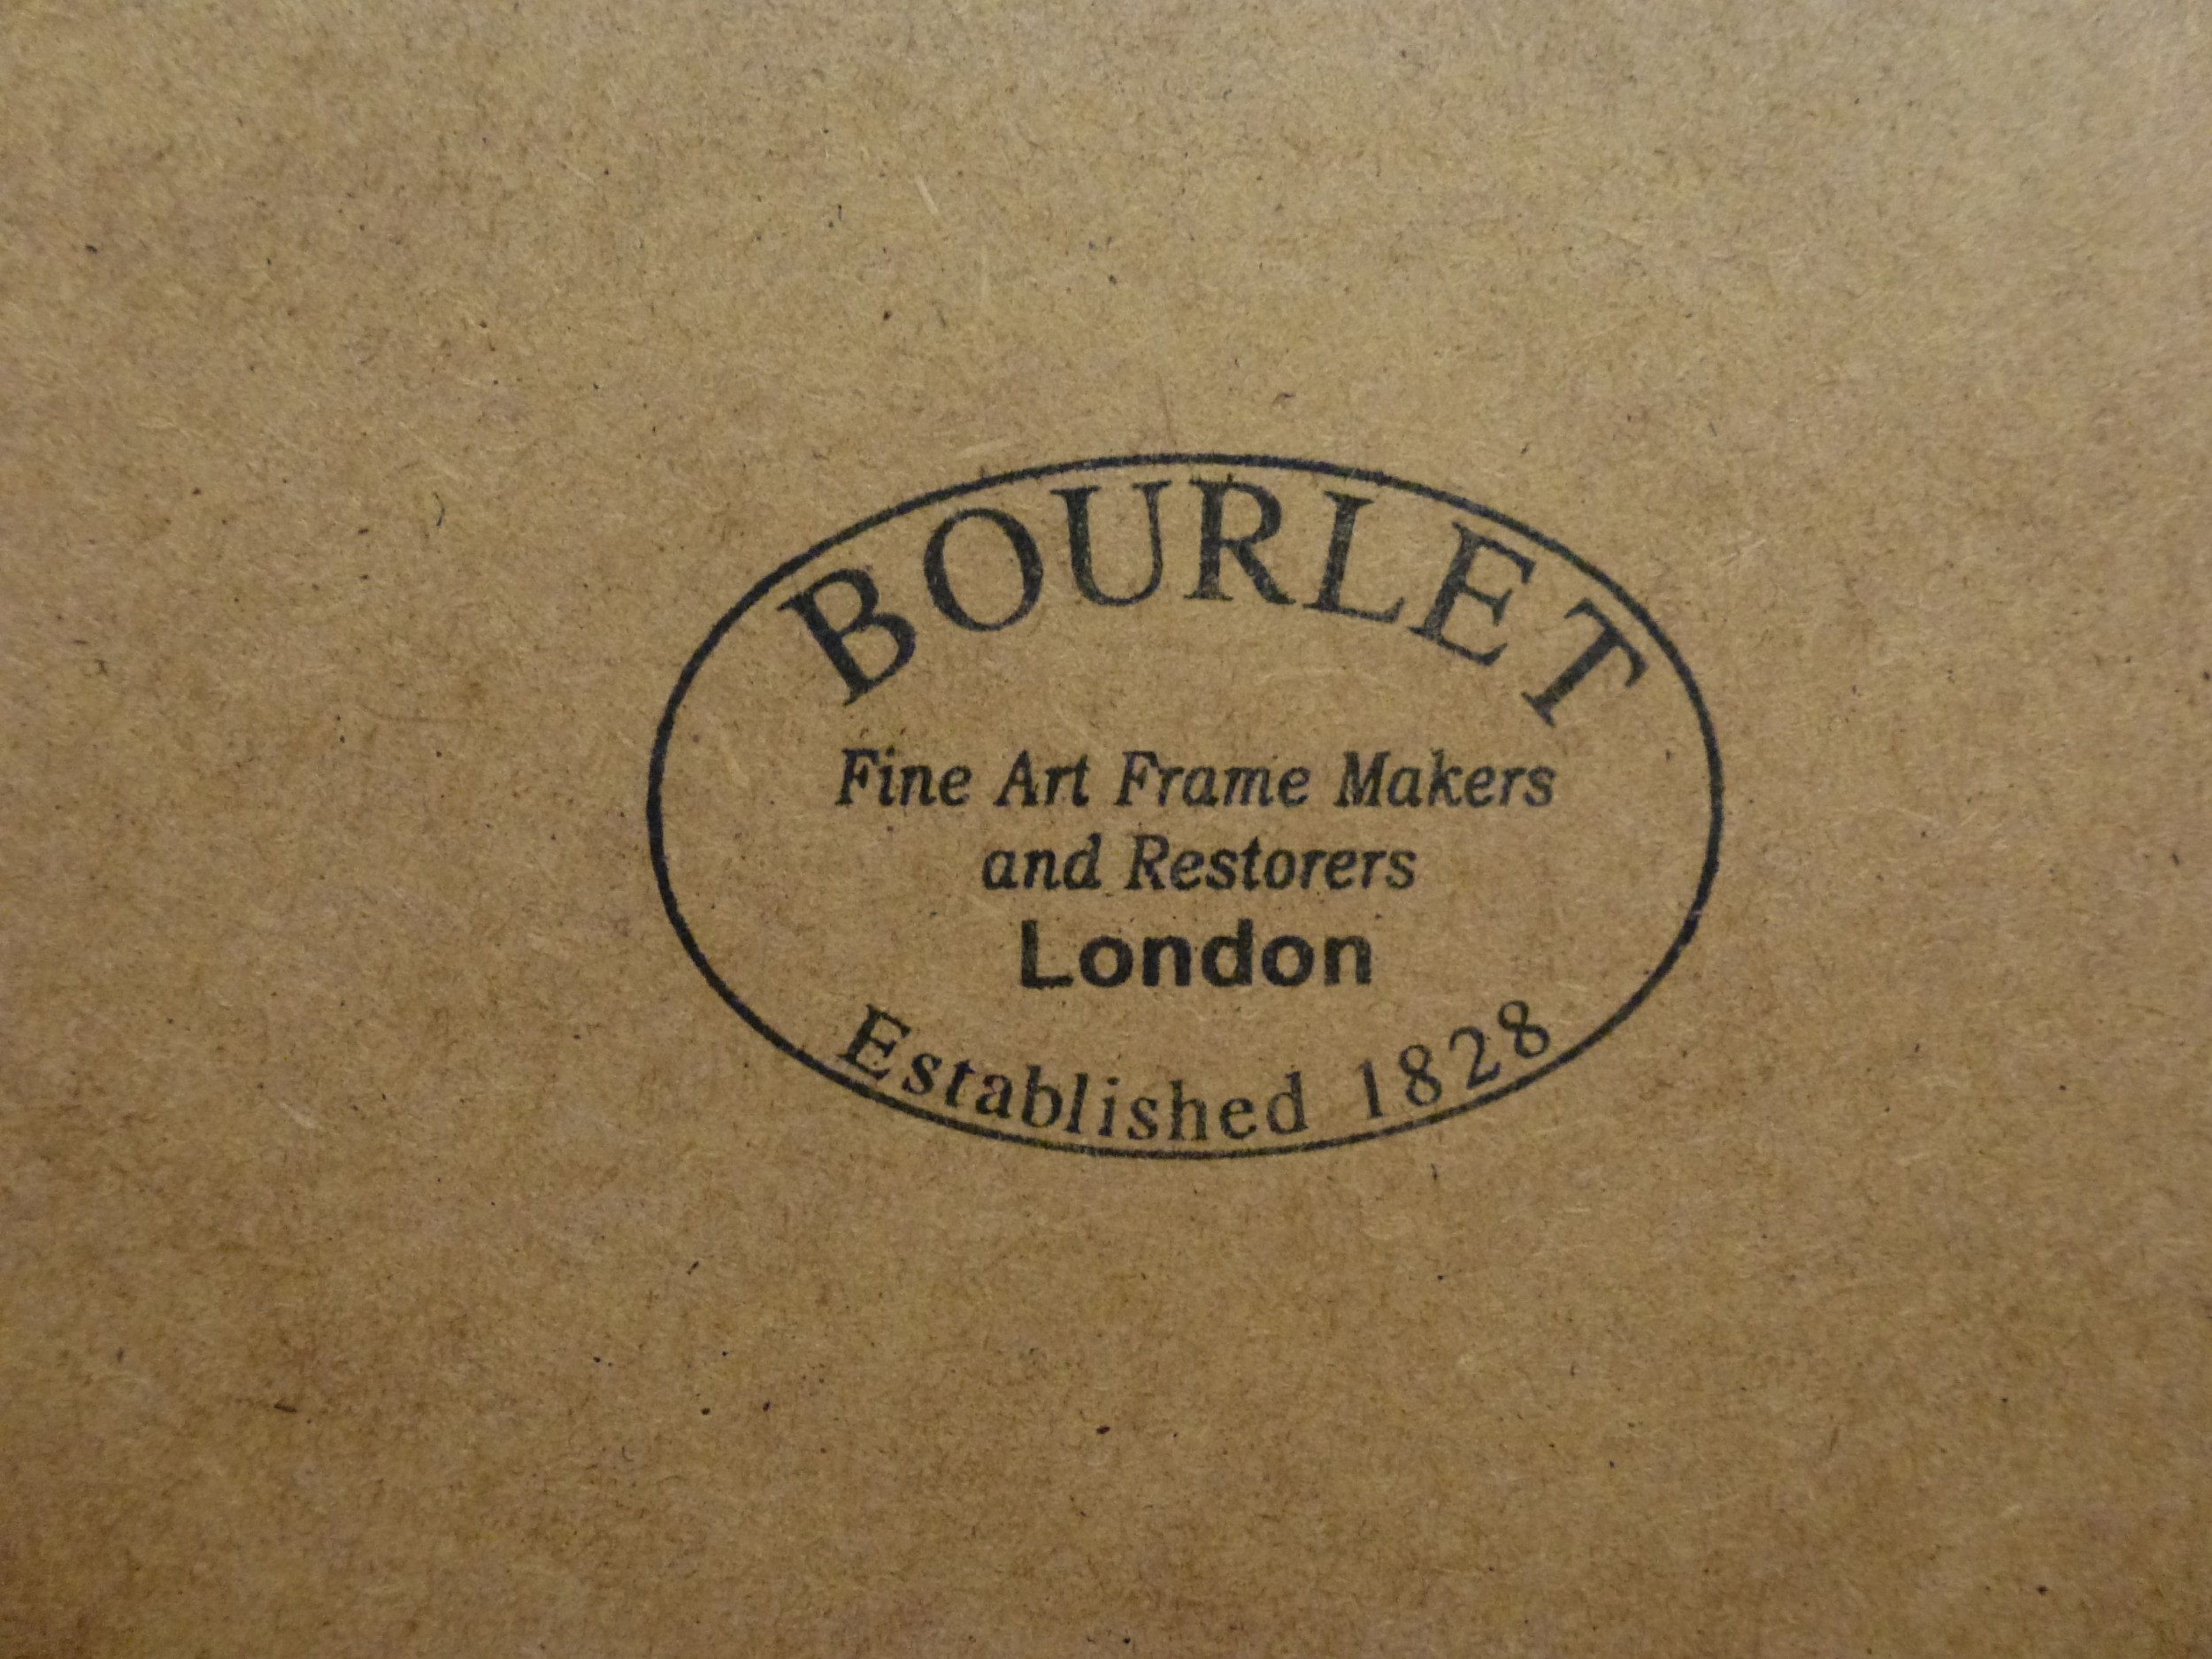 BOURLET
Fine Art Frame Makers
and Restorers
London
Established 1828